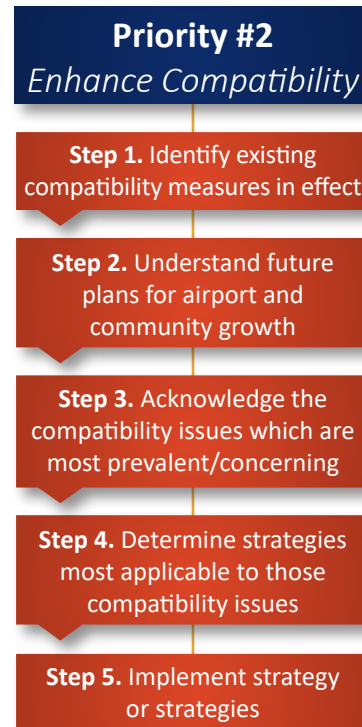 Priority #2
Enhance Compatibility
Step 1. Identify existing
compatibility measures in effect
Step 2. Understand future
plans for airport and
community growth
Step 3. Acknowledge the
compatibility issues which are
most prevalent/concerning
Step 4. Determine strategies
most applicable to those
compatibility issues
Step 5. Implement strategy
or strategies